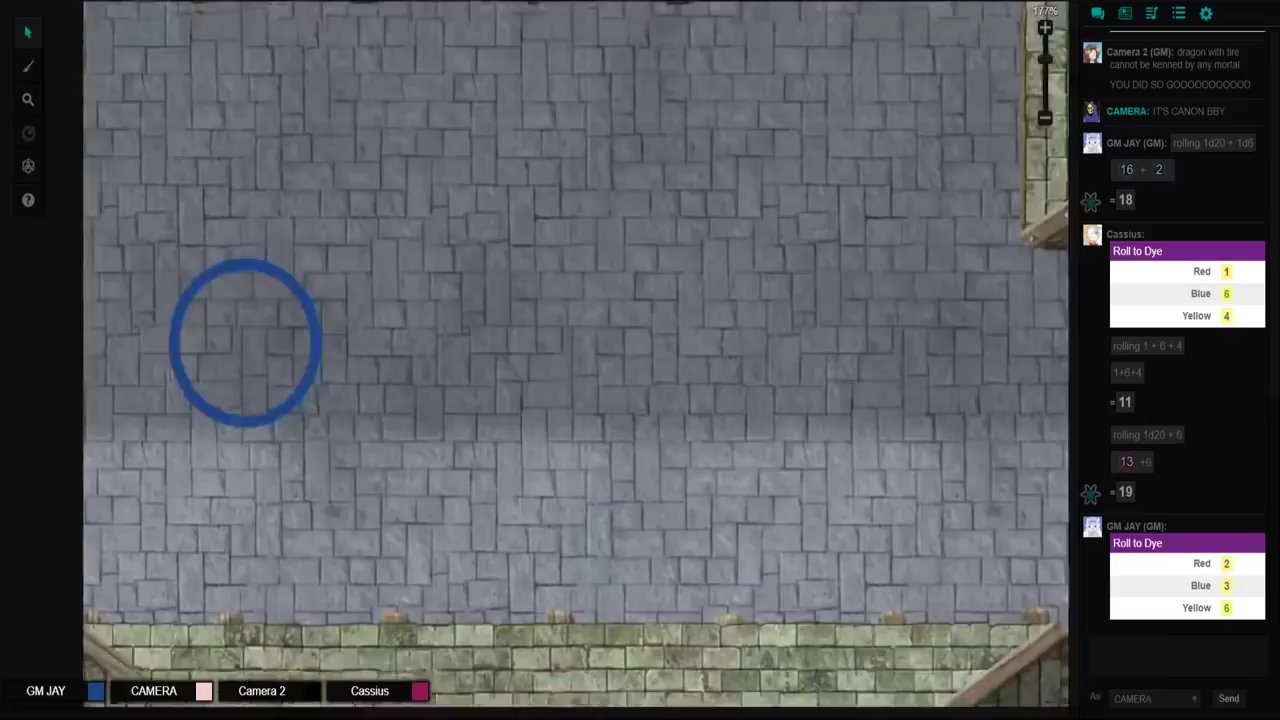 177%
Camera 2 (GM): dragon with fire
cannot be kenned by any mortal
YOU DID SO GOOOOOOOOOOD
CAMERA: IT'S CANON BBY
GM JAY (GM): rolling 1d20 + 1d6
16 + 2
= 18
Cassius:
Roll to Dye
Red 1
Blue 6
Yellow 4
rolling 1 + 6 + 4
1+6+4
= 11
rolling 1d20 + 6
13 +6
= 19
GM JAY (GM):
Roll to Dye
Red 2
Blue 3
Yellow 6
GM JAY
CAMERA
Camera 2
Cassius
As CAMERA Send